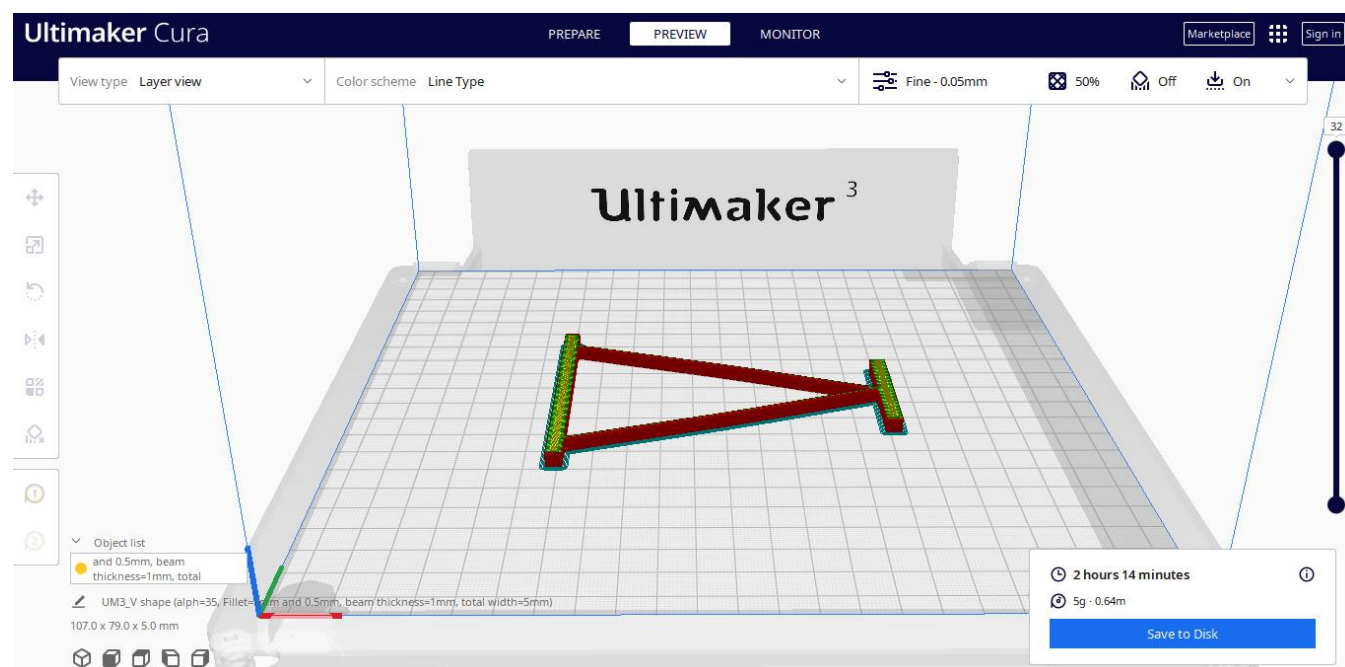 Ultimaker Cura
PREPARE PREVIEW MONITOR
Marketplace Sign in
View type Layer view
Color scheme Line Type
Fine - 0.05mm 50% Off On
32
Ultimaker 3
1
2
Object list
and 0.5mm, beam
thickness=1mm, total
UM3_V shape (alph=35, Fillet= and 0.5mm, beam thickness=1mm, total width=5mm)
107.0 x 79.0 x 5.0 mm
2 hours 14 minutes
5g · 0.64m
Save to Disk